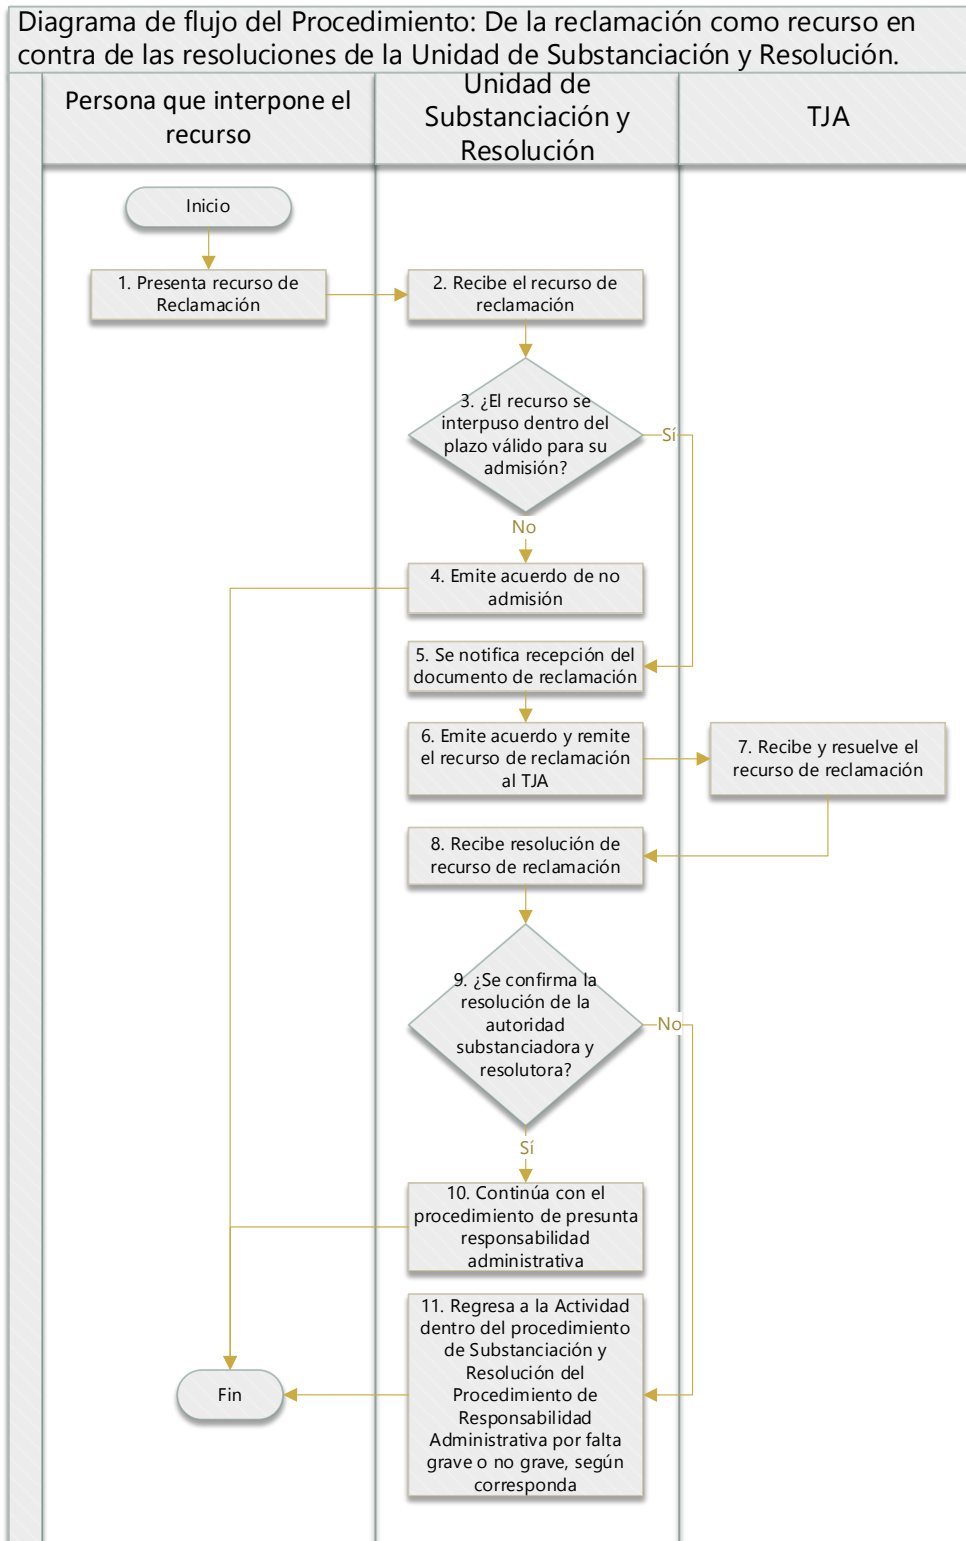 Diagrama de flujo del Procedimiento: De la reclamación como recurso en
contra de las resoluciones de la Unidad de Substanciación y Resolución.
Persona que interpone el
recurso
Unidad de
Substanciación y
Resolución
TJA
Inicio
1. Presenta recurso de
Reclamación
2. Recibe el recurso de
reclamación
3. ¿El recurso se
interpuso dentro del
plazo válido para su
admisión?
Sí
No
4. Emite acuerdo de no
admisión
5. Se notifica recepción del
documento de reclamación
6. Emite acuerdo y remite
el recurso de reclamación
al TJA
7. Recibe y resuelve el
recurso de reclamación
8. Recibe resolución de
recurso de reclamación
9. ¿Se confirma la
resolución de la
autoridad
substanciadora y
resolutora?
No
Sí
10. Continúa con el
procedimiento de presunta
responsabilidad
administrativa
11. Regresa a la Actividad
dentro del procedimiento
de Substanciación y
Resolución del
Procedimiento de
Responsabilidad
Administrativa por falta
grave o no grave, según
corresponda
Fin